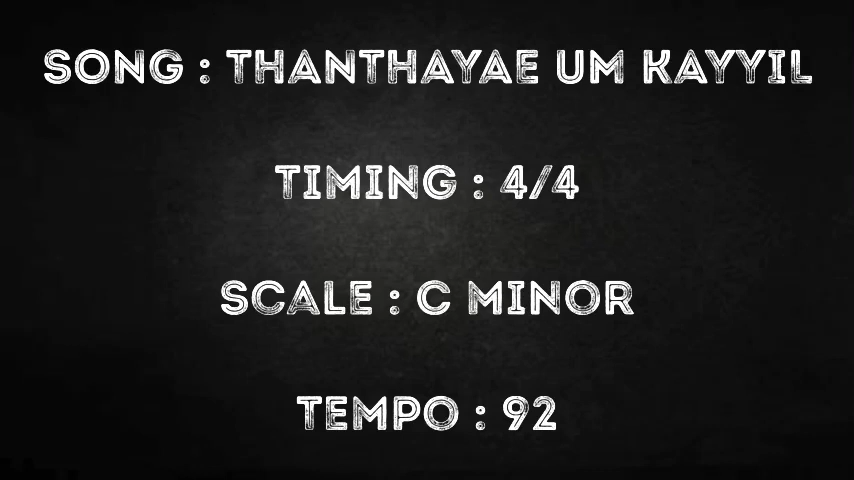 SONG : THANTHAYAE UM KAYYIL
TIMING : 4/4
SCALE : C MINOR
TEMPO : 92